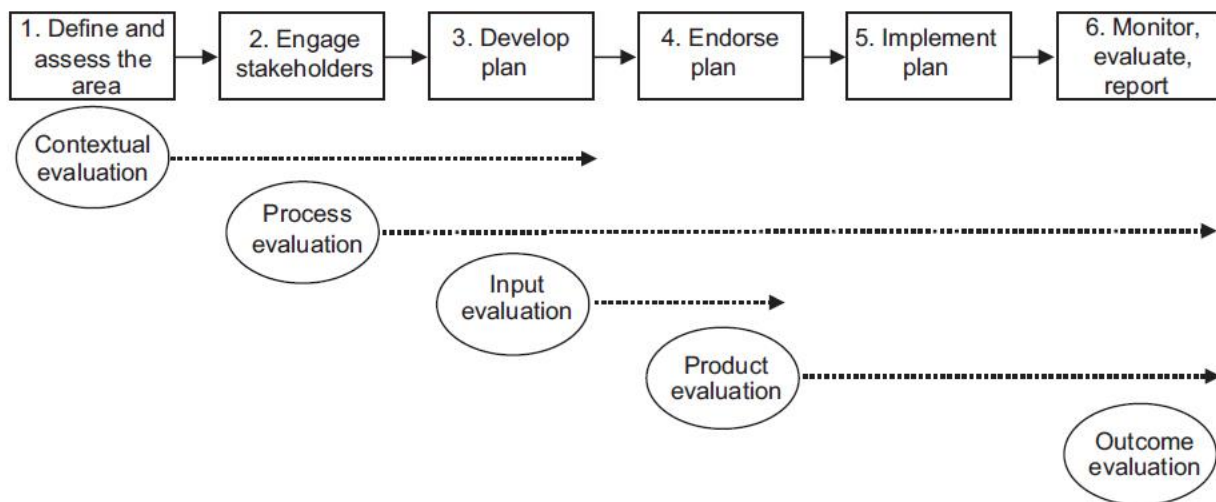 1. Define and
assess the
area
2. Engage
stakeholders
3. Develop
plan
4. Endorse
plan
5. Implement
plan
6. Monitor,
evaluate,
report
Contextual
evaluation
Process
evaluation
Input
evaluation
Product
evaluation
Outcome
evaluation